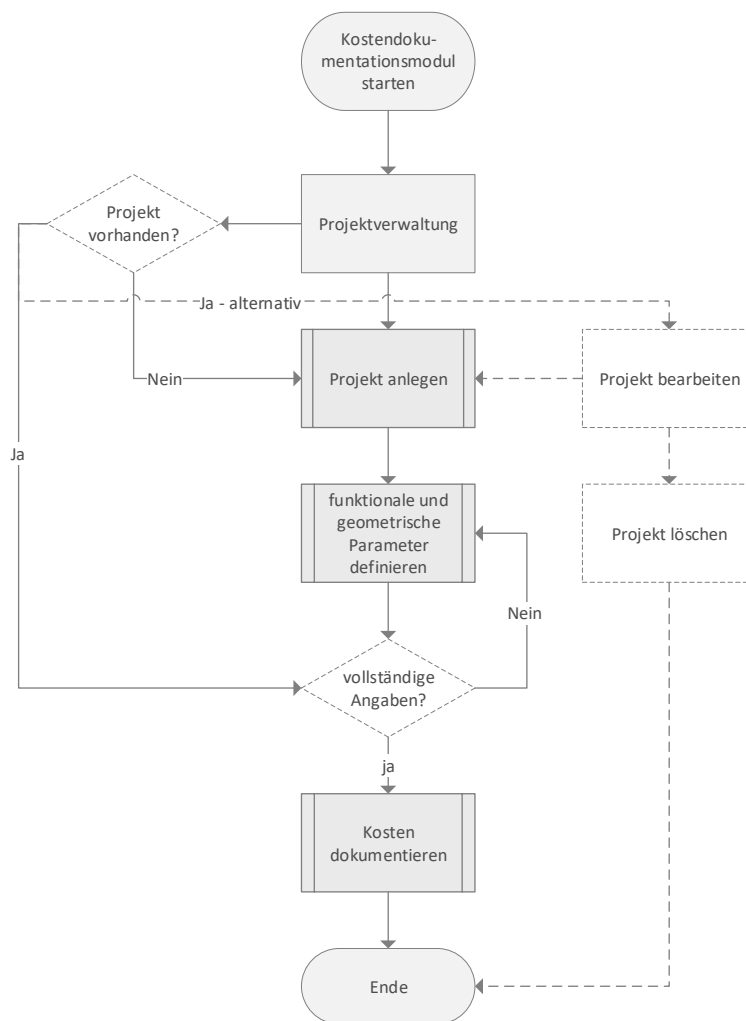 Kostendoku-
mentationsmodul
starten
Projekt
vorhanden?
Projektverwaltung
Ja - alternativ
Nein
Projekt anlegen
Projekt bearbeiten
Ja
funktionale und
geometrische
Parameter
definieren
Projekt löschen
Nein
vollständige
Angaben?
ja
Kosten
dokumentieren
Ende